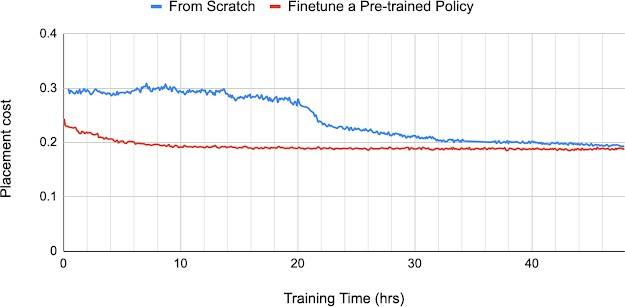 From Scratch Finetune a Pre-trained Policy
0.4
0.3
0.2
0.1
0
Placement cost
0 10 20 30 40
Training Time (hrs)